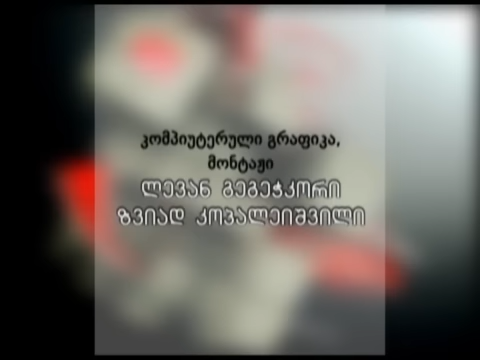 კომპიუტერული გრაფიკა,
მონტაჟი
ლევან გეგეჭკორი
ზვიად კოპალეიშვილი